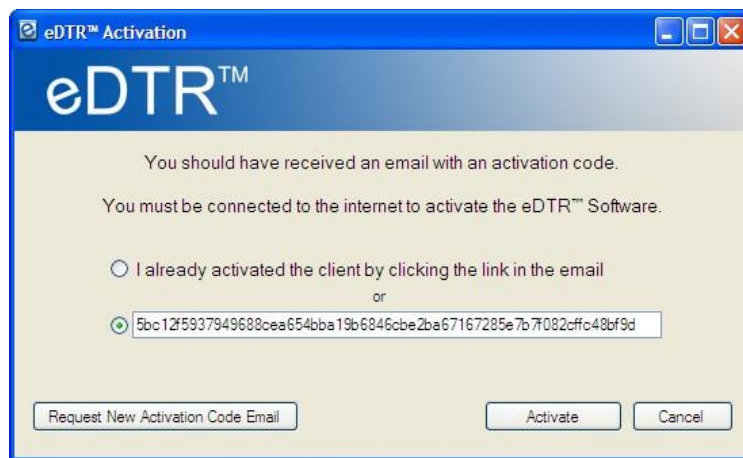 eDTR™ Activation
eDTR™
You should have received an email with an activation code.
You must be connected to the internet to activate the eDTR™ Software.
I already activated the client by clicking the link in the email
or
5bc12f5937949688cea654bba19b6846cbe2ba67167285e7b7f082cffc48bf9d
Request New Activation Code Email
Activate
Cancel